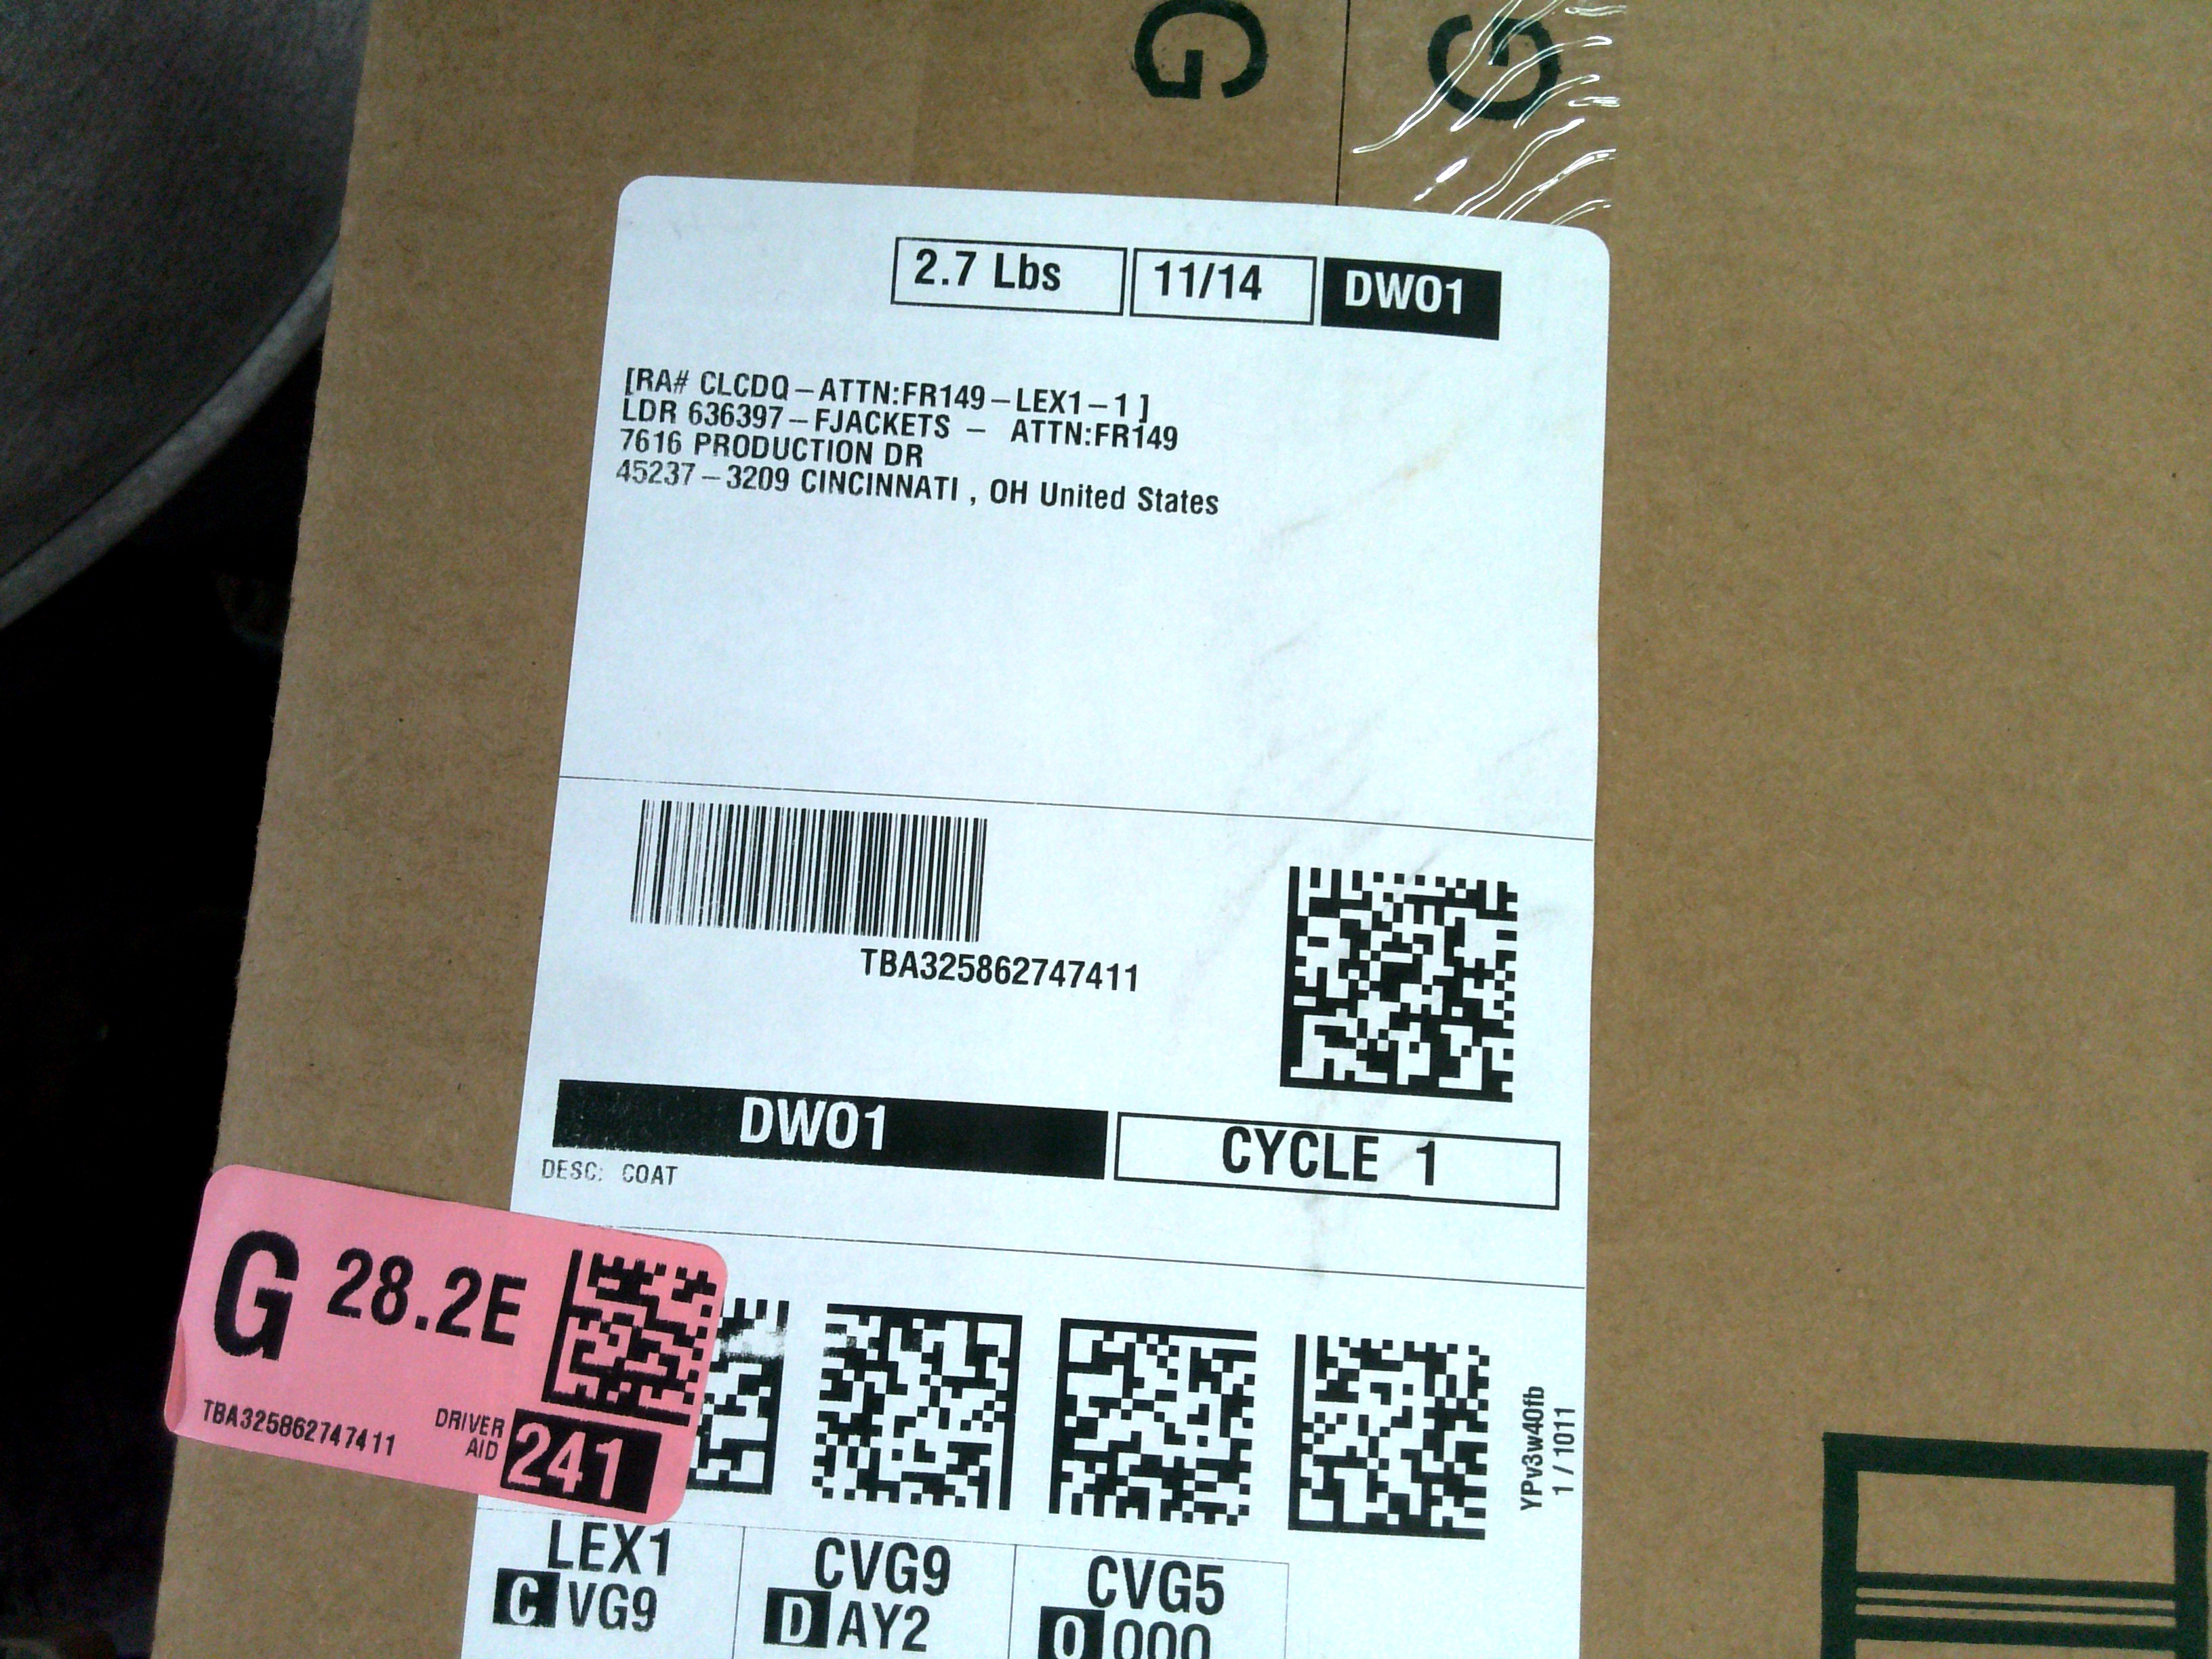 G G
2.7 Lbs 11/14 DW01
[RA# CLCDQ-ATTN:FR149-LEX1-1 ]
LDR 636397-FJACKETS - ATTN:FR149
7616 PRODUCTION DR
45237-3209 CINCINNATI , OH United States
TBA325862747411
DW01 CYCLE 1
DESC: COAT
G 28.2E
TBA325862747411 DRIVER AID 241
YPv3w40fb
1 / 1011
LEX1 CVG9 CVG5
CVG9 DAY2 0000